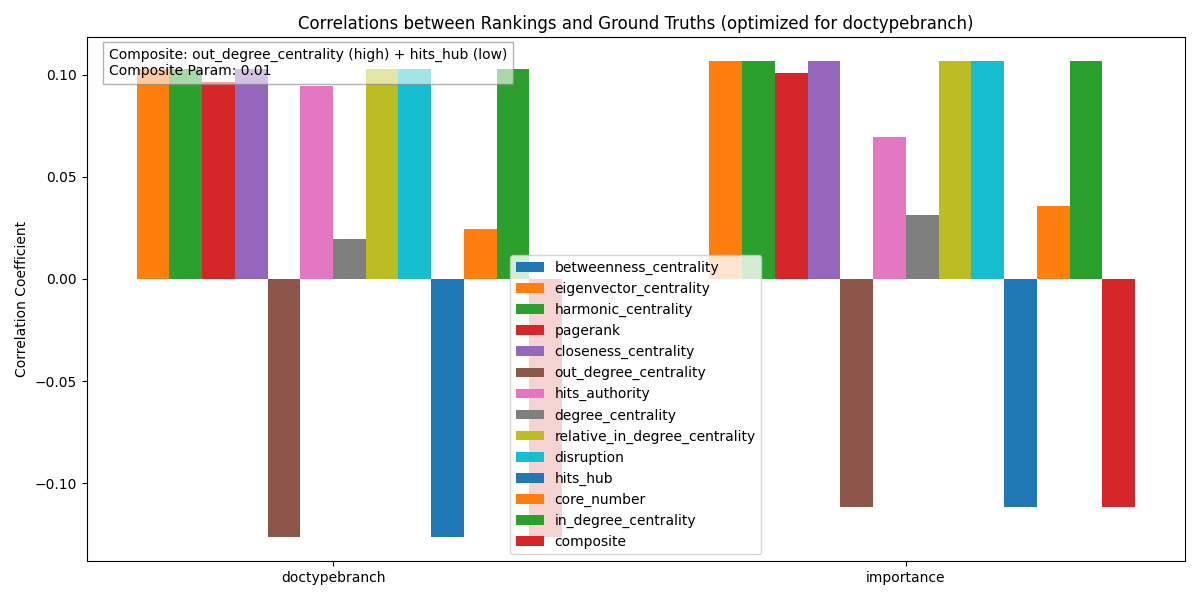 Correlations between Rankings and Ground Truths (optimized for doctypebranch)
Composite: out_degree_centrality (high) + hits_hub (low)
Composite Param: 0.01
Correlation Coefficient
0.10
0.05
0.00
−0.05
−0.10
betweenness_centrality
eigenvector_centrality
harmonic_centrality
pagerank
closeness_centrality
out_degree_centrality
hits_authority
degree_centrality
relative_in_degree_centrality
disruption
hits_hub
core_number
in_degree_centrality
composite
doctypebranch
importance